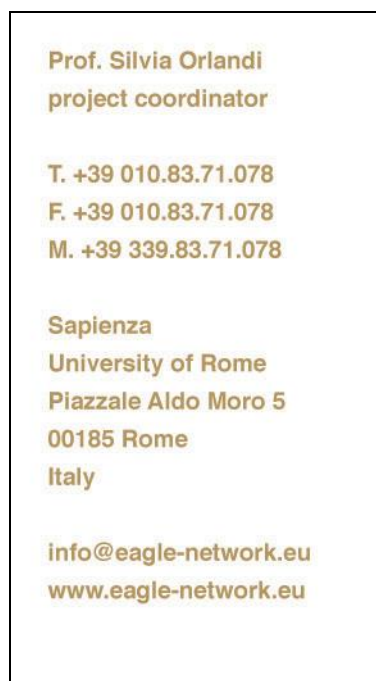 Prof. Silvia Orlandi
project coordinator
T. +39 010.83.71.078
F. +39 010.83.71.078
M. +39 339.83.71.078
Sapienza
University of Rome
Piazzale Aldo Moro 5
00185 Rome
Italy
info@eagle-network.eu
www.eagle-network.eu